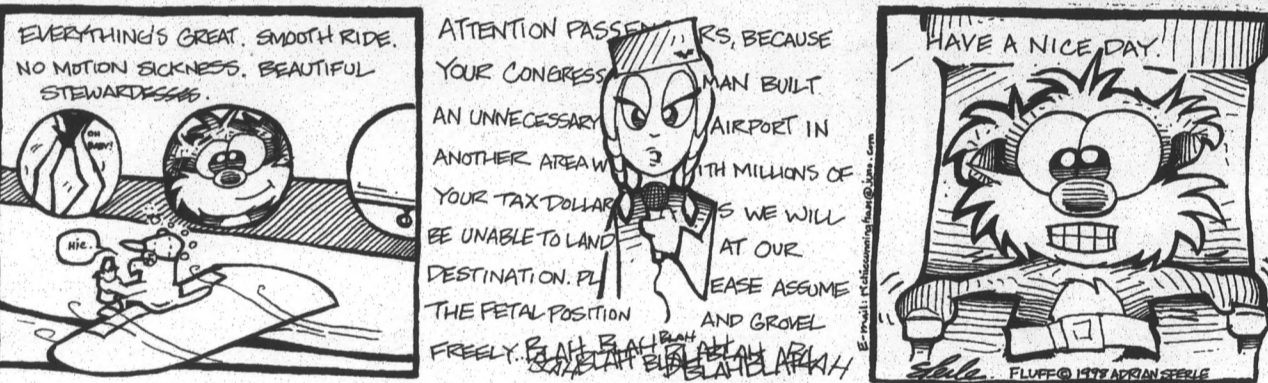 EVERYTHING'S GREAT. SMOOTH RIDE.
NO MOTION SICKNESS. BEAUTIFUL
STEWARDESSES.
OH
BABY!
HIC.
ATTENTION PASSENGERS, BECAUSE
YOUR CONGRESSMAN BUILT
AN UNNECESSARY AIRPORT IN
ANOTHER AREA WITH MILLIONS OF
YOUR TAX DOLLARS WE WILL
BE UNABLE TO LAND AT OUR
DESTINATION. PLEASE ASSUME
THE FETAL POSITION AND GROVEL
FREELY. BLAH BLAH BLAH
HAVE A NICE DAY.
FLUFF © 1998 ADRIAN SFERLE